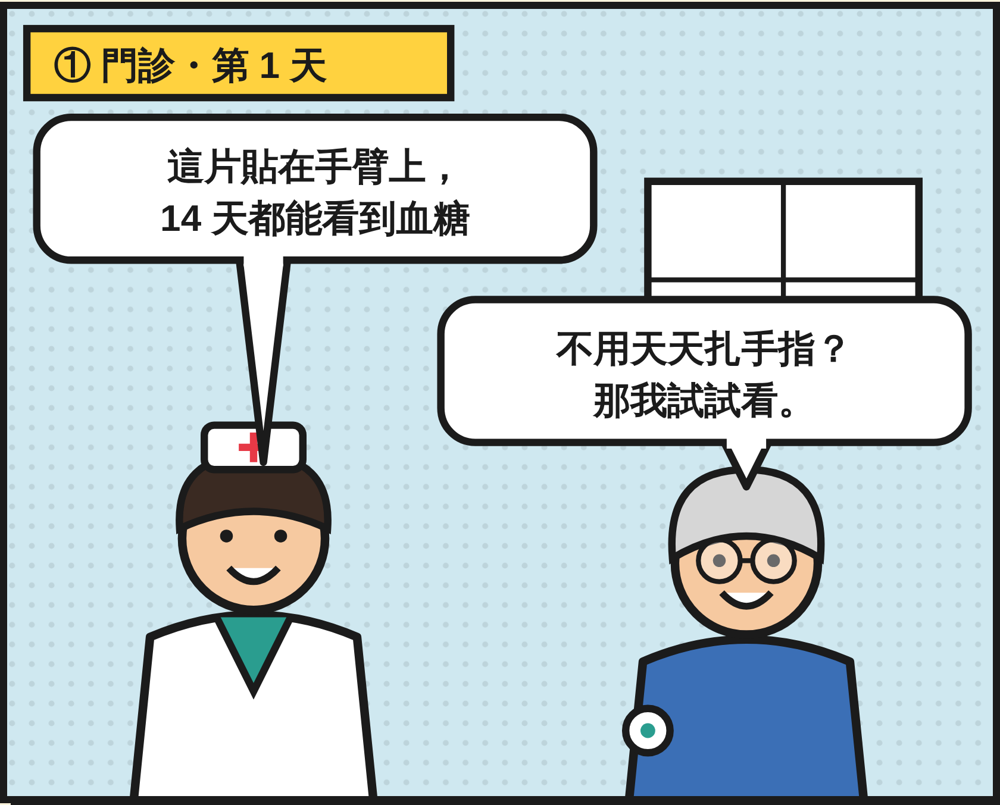 ① 門診・第 1 天
這片貼在手臂上，
14 天都能看到血糖
不用天天扎手指？
那我試試看。